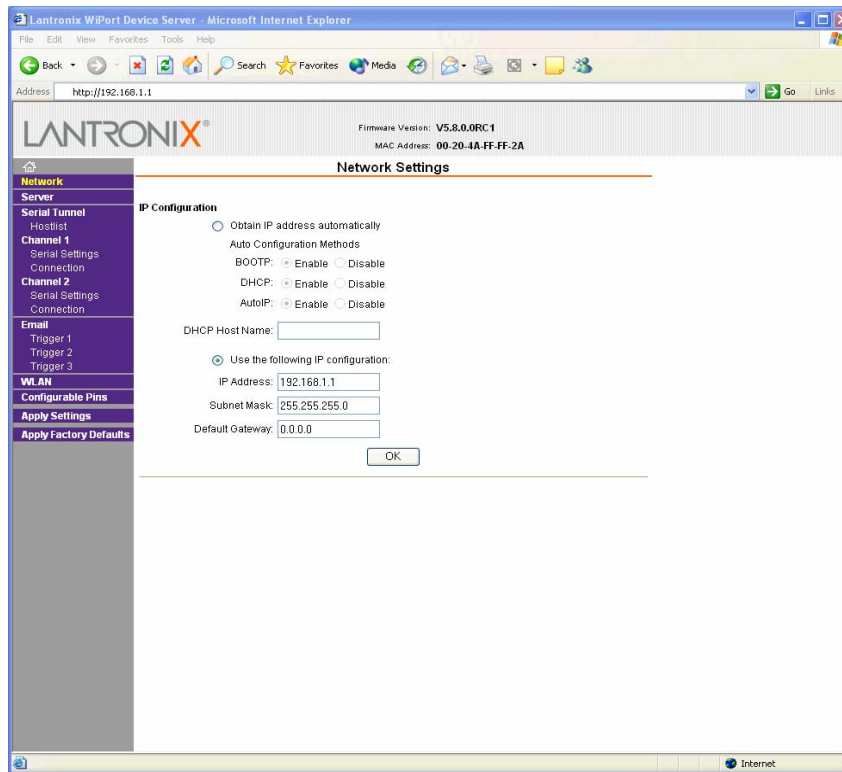 Lantronix WiPort Device Server - Microsoft Internet Explorer
File Edit View Favorites Tools Help
Back Search Favorites Media
Address http://192.168.1.1 Go Links
LANTRONIX®
Firmware Version: V5.8.0.0RC1
MAC Address: 00-20-4A-FF-FF-2A
Network Settings
Network
Server
Serial Tunnel
Hostlist
Channel 1
Serial Settings
Connection
Channel 2
Serial Settings
Connection
Email
Trigger 1
Trigger 2
Trigger 3
WLAN
Configurable Pins
Apply Settings
Apply Factory Defaults
IP Configuration
Obtain IP address automatically
Auto Configuration Methods
BOOTP: Enable Disable
DHCP: Enable Disable
AutoIP: Enable Disable
DHCP Host Name:
Use the following IP configuration:
IP Address: 192.168.1.1
Subnet Mask: 255.255.255.0
Default Gateway: 0.0.0.0
OK
Internet